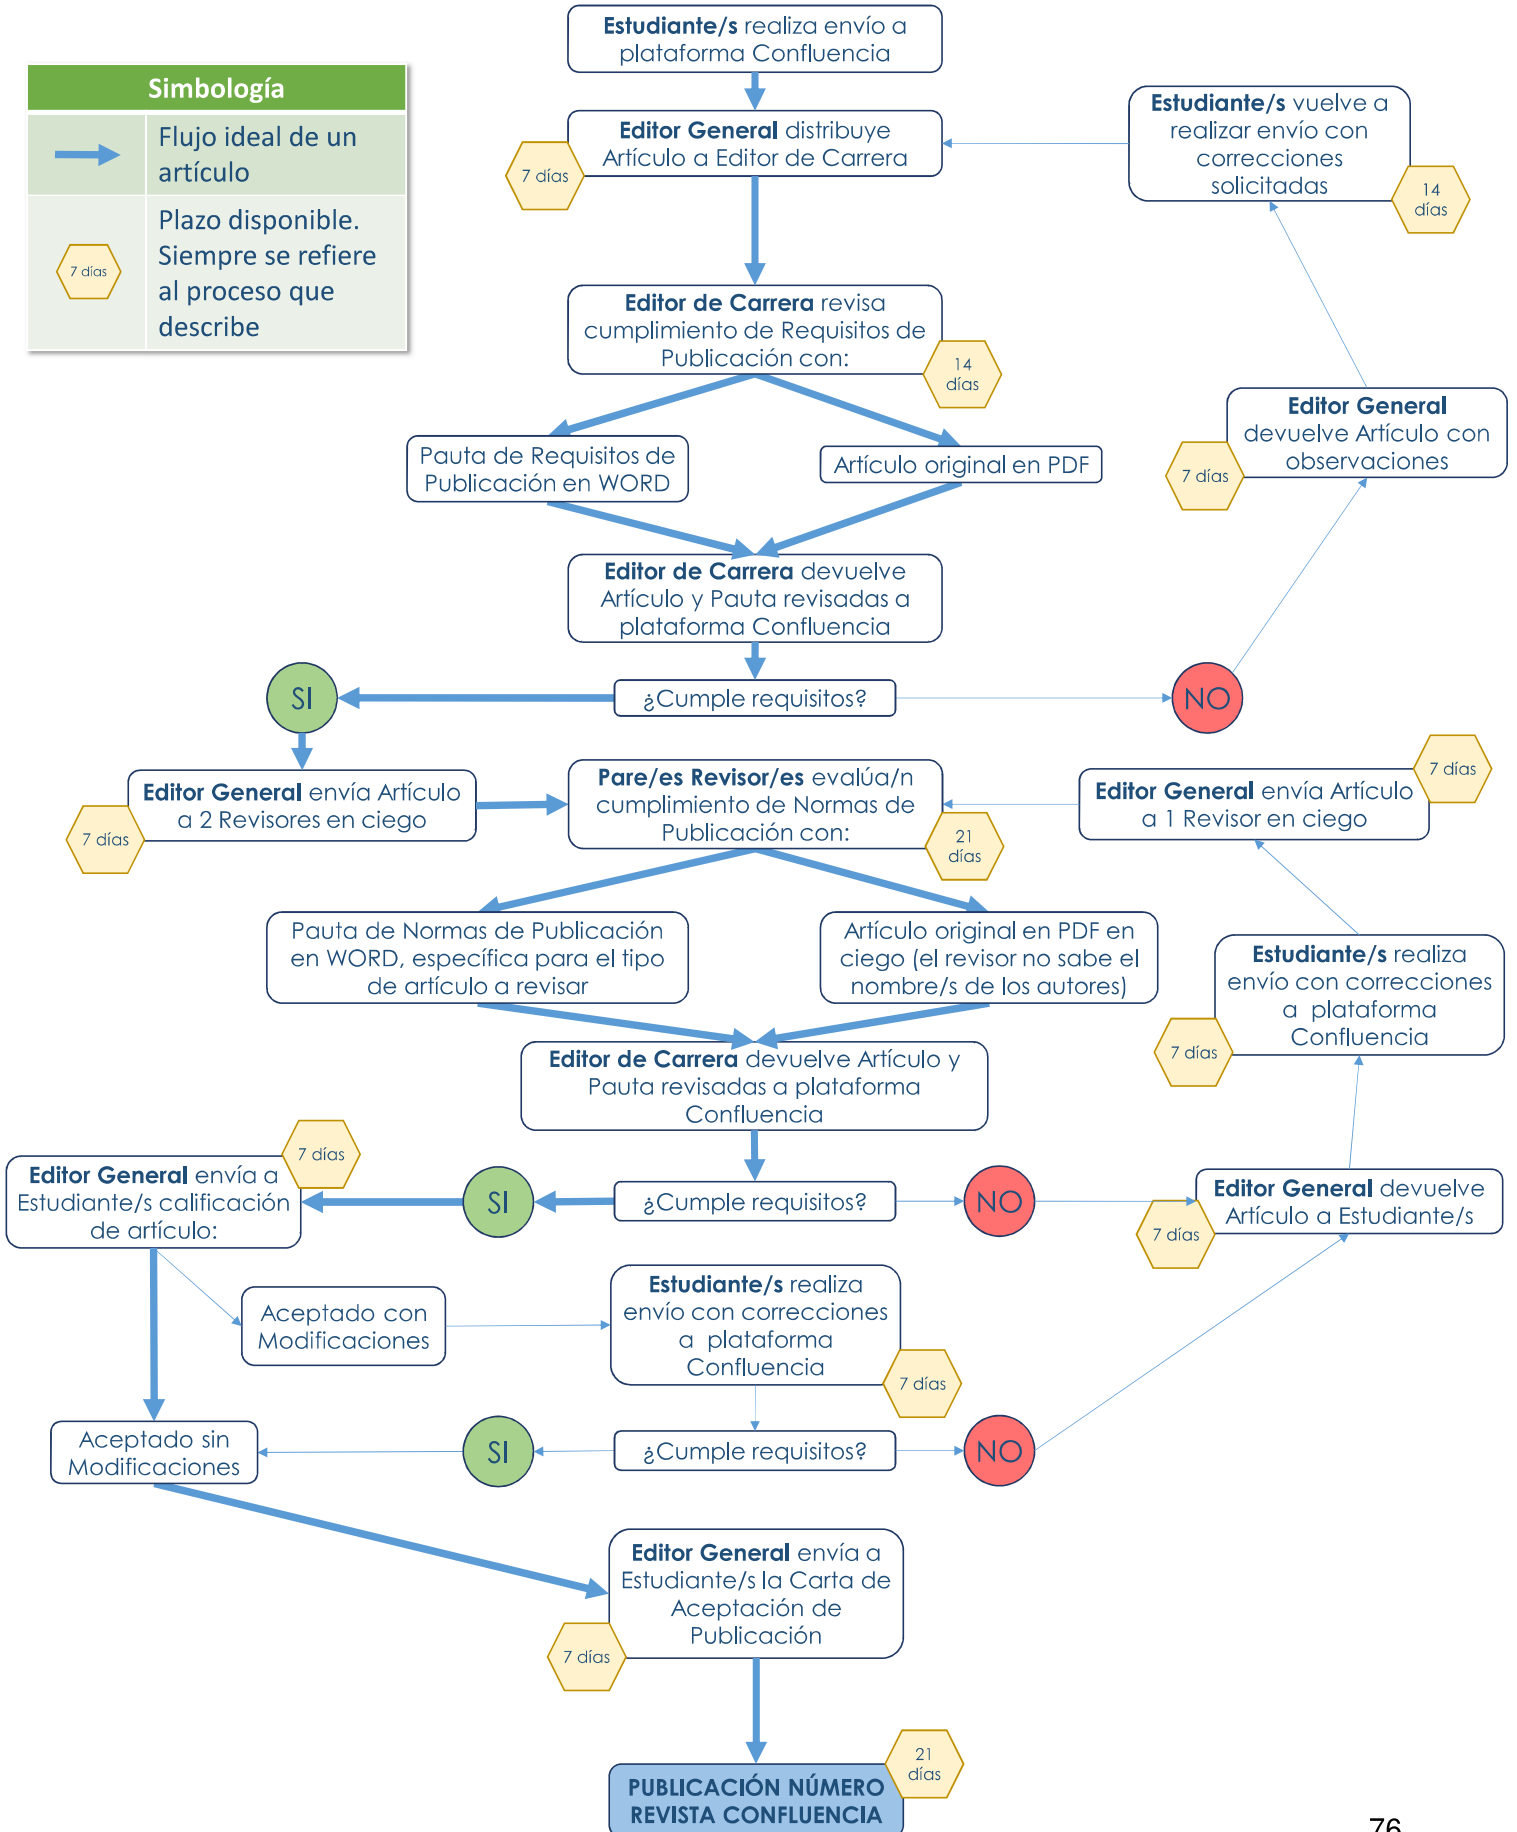 Estudiante/s realiza envío a
plataforma Confluencia
Simbología
Flujo ideal de un
artículo
7 días
Plazo disponible.
Siempre se refiere
al proceso que
describe
Editor General distribuye
Artículo a Editor de Carrera
7 días
Estudiante/s vuelve a
realizar envío con
correcciones
solicitadas
14
días
Editor de Carrera revisa
cumplimiento de Requisitos de
Publicación con:
14
días
Editor General
devuelve Artículo con
observaciones
7 días
Pauta de Requisitos de
Publicación en WORD
Artículo original en PDF
Editor de Carrera devuelve
Artículo y Pauta revisadas a
plataforma Confluencia
SI
¿Cumple requisitos?
NO
Editor General envía Artículo
a 2 Revisores en ciego
7 días
Pare/es Revisor/es evalúa/n
cumplimiento de Normas de
Publicación con:
21
días
Editor General envía Artículo
a 1 Revisor en ciego
7 días
Pauta de Normas de Publicación
en WORD, específica para el tipo
de artículo a revisar
Artículo original en PDF en
ciego (el revisor no sabe el
nombre/s de los autores)
Estudiante/s realiza
envío con correcciones
a plataforma
Confluencia
7 días
Editor de Carrera devuelve Artículo y
Pauta revisadas a plataforma
Confluencia
Editor General envía a
Estudiante/s calificación
de artículo:
7 días
SI
¿Cumple requisitos?
NO
Editor General devuelve
Artículo a Estudiante/s
7 días
Aceptado con
Modificaciones
Estudiante/s realiza
envío con correcciones
a plataforma
Confluencia
7 días
Aceptado sin
Modificaciones
SI
¿Cumple requisitos?
NO
Editor General envía a
Estudiante/s la Carta de
Aceptación de
Publicación
7 días
21
días
PUBLICACIÓN NÚMERO
REVISTA CONFLUENCIA
76